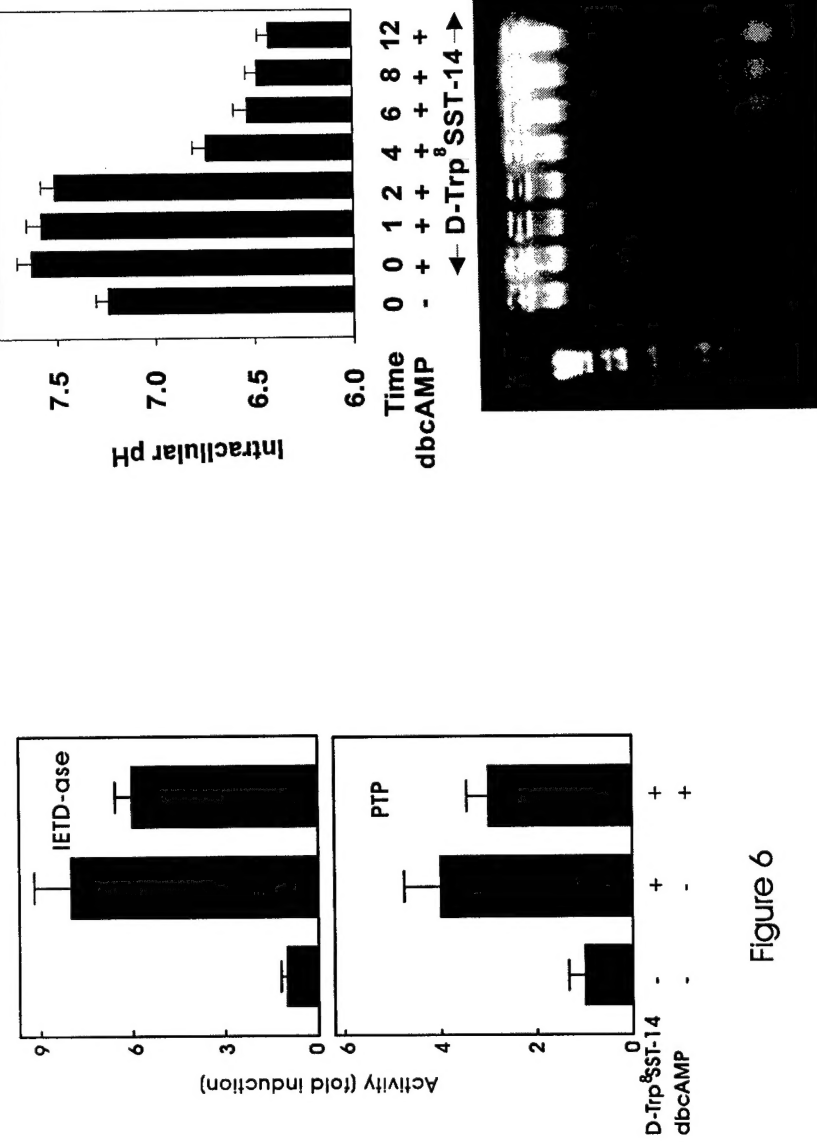 Intracllular pH
7.5
7.0
6.5
6.0
Time 0 0 1 2 4 6 8 12
dbcAMP - + + + + + + +
← D-Trp⁸SST-14 →
Activity (fold induction)
IETD-ase
9
6
3
0
PTP
6
4
2
0
D-Trp⁸SST-14 - + +
dbcAMP - - +
Figure 6